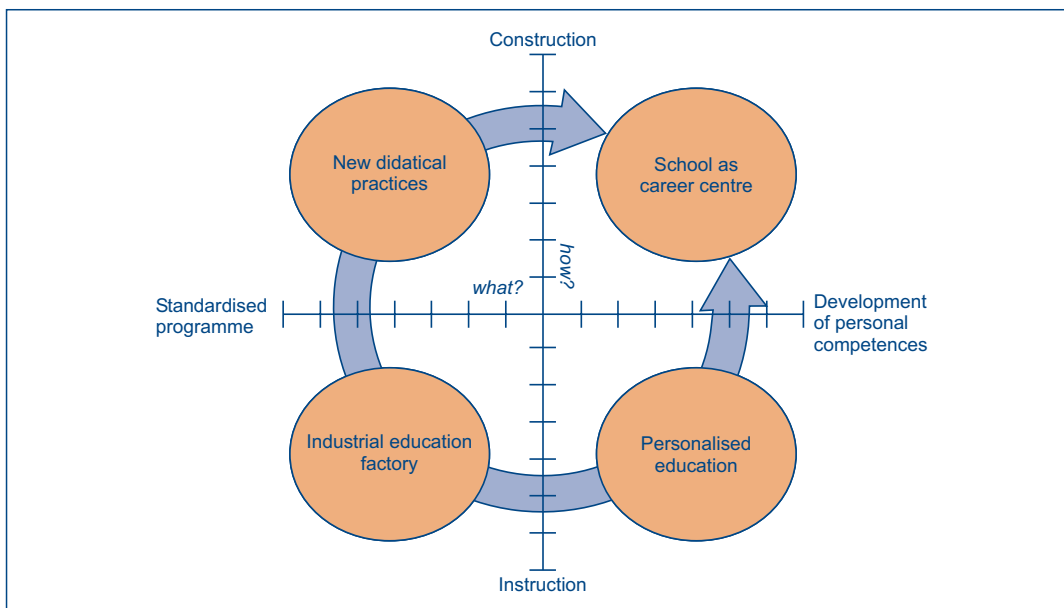 Construction
New didatical
practices
School as
career centre
how?
what?
Standardised
programme
Development
of personal
competences
Industrial education
factory
Personalised
education
Instruction